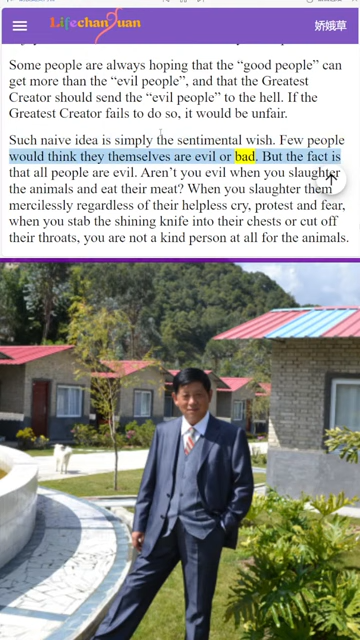 Lifechanyuan
娇娥草
Some people are always hoping that the “good people” can
get more than the “evil people”, and that the Greatest
Creator should send the “evil people” to the hell. If the
Greatest Creator fails to do so, it would be unfair.
Such naive idea is simply the sentimental wish. Few people
would think they themselves are evil or bad. But the fact is
that all people are evil. Aren’t you evil when you slaughter
the animals and eat their meat? When you slaughter them
mercilessly regardless of their helpless cry, protest and fear,
when you stab the shining knife into their chests or cut off
their throats, you are not a kind person at all for the animals.